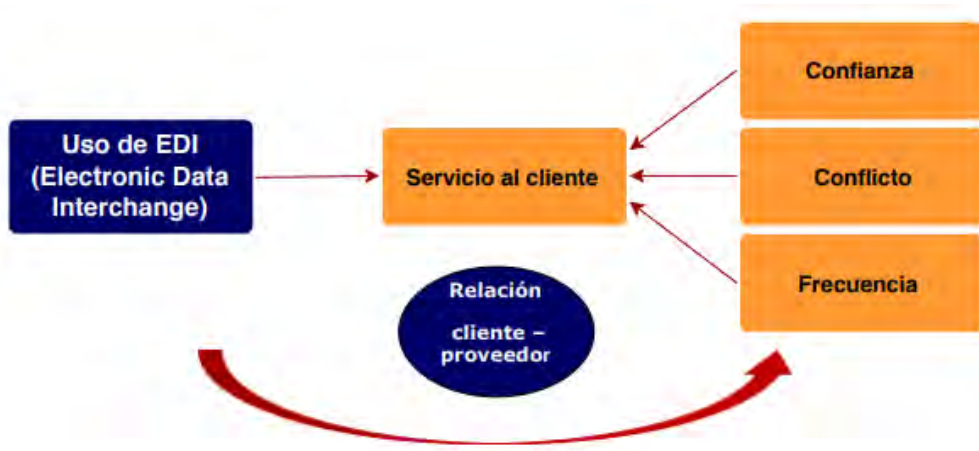 Uso de EDI
(Electronic Data
Interchange)
Servicio al cliente
Confianza
Conflicto
Frecuencia
Relación
cliente –
proveedor